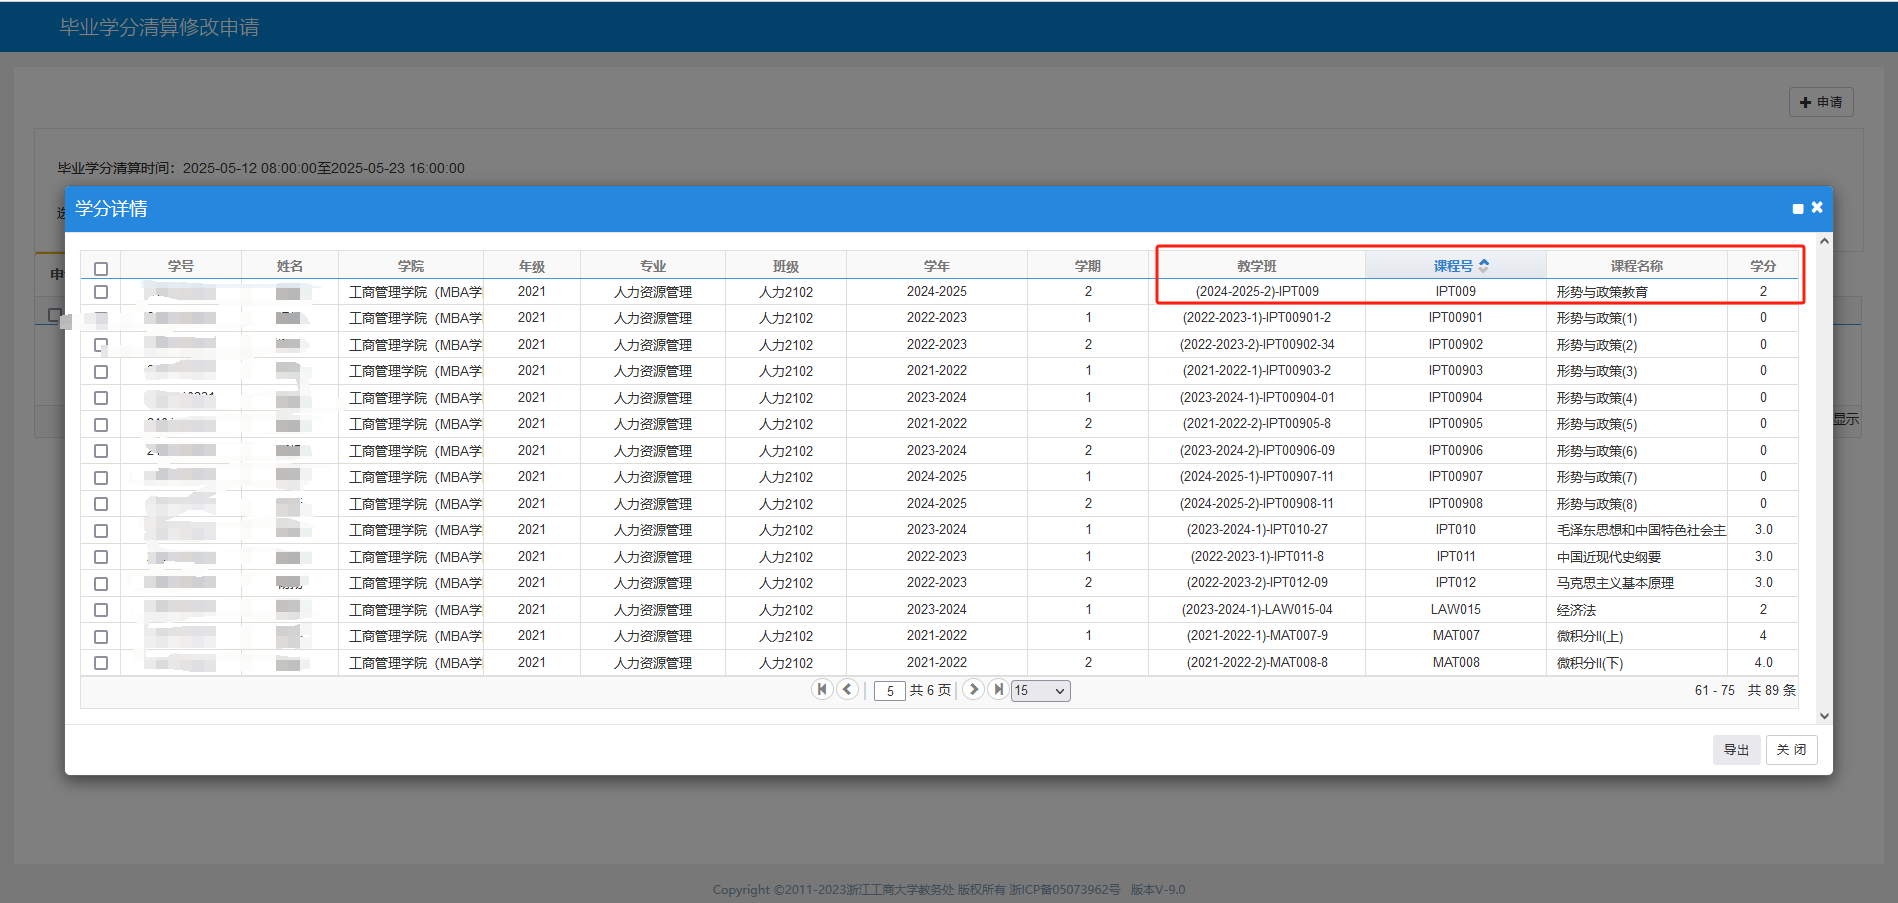 毕业学分清算修改申请
申请
毕业学分清算时间：2025-05-12 08:00:00至2025-05-23 16:00:00
学分详情
学号 姓名 学院 年级 专业 班级 学年 学期 教学班 课程号 课程名称 学分
工商管理学院（MBA学 2021 人力资源管理 人力2102 2024-2025 2 (2024-2025-2)-IPT009 IPT009 形势与政策教育 2
工商管理学院（MBA学 2021 人力资源管理 人力2102 2022-2023 1 (2022-2023-1)-IPT00901-2 IPT00901 形势与政策(1) 0
工商管理学院（MBA学 2021 人力资源管理 人力2102 2022-2023 2 (2022-2023-2)-IPT00902-34 IPT00902 形势与政策(2) 0
工商管理学院（MBA学 2021 人力资源管理 人力2102 2021-2022 1 (2021-2022-1)-IPT00903-2 IPT00903 形势与政策(3) 0
工商管理学院（MBA学 2021 人力资源管理 人力2102 2023-2024 1 (2023-2024-1)-IPT00904-01 IPT00904 形势与政策(4) 0
工商管理学院（MBA学 2021 人力资源管理 人力2102 2021-2022 2 (2021-2022-2)-IPT00905-8 IPT00905 形势与政策(5) 0
工商管理学院（MBA学 2021 人力资源管理 人力2102 2023-2024 2 (2023-2024-2)-IPT00906-09 IPT00906 形势与政策(6) 0
工商管理学院（MBA学 2021 人力资源管理 人力2102 2024-2025 1 (2024-2025-1)-IPT00907-11 IPT00907 形势与政策(7) 0
工商管理学院（MBA学 2021 人力资源管理 人力2102 2024-2025 2 (2024-2025-2)-IPT00908-11 IPT00908 形势与政策(8) 0
工商管理学院（MBA学 2021 人力资源管理 人力2102 2023-2024 1 (2023-2024-1)-IPT010-27 IPT010 毛泽东思想和中国特色社会主 3.0
工商管理学院（MBA学 2021 人力资源管理 人力2102 2022-2023 1 (2022-2023-1)-IPT011-8 IPT011 中国近现代史纲要 3.0
工商管理学院（MBA学 2021 人力资源管理 人力2102 2022-2023 2 (2022-2023-2)-IPT012-09 IPT012 马克思主义基本原理 3.0
工商管理学院（MBA学 2021 人力资源管理 人力2102 2023-2024 1 (2023-2024-1)-LAW015-04 LAW015 经济法 2
工商管理学院（MBA学 2021 人力资源管理 人力2102 2021-2022 1 (2021-2022-1)-MAT007-9 MAT007 微积分II(上) 4
工商管理学院（MBA学 2021 人力资源管理 人力2102 2021-2022 2 (2021-2022-2)-MAT008-8 MAT008 微积分II(下) 4.0
5 共 6 页 15 61 - 75 共 89 条
导出 关 闭
申
显示
Copyright ©2011-2023浙江工商大学教务处 版权所有 浙ICP备05073962号 版本V-9.0